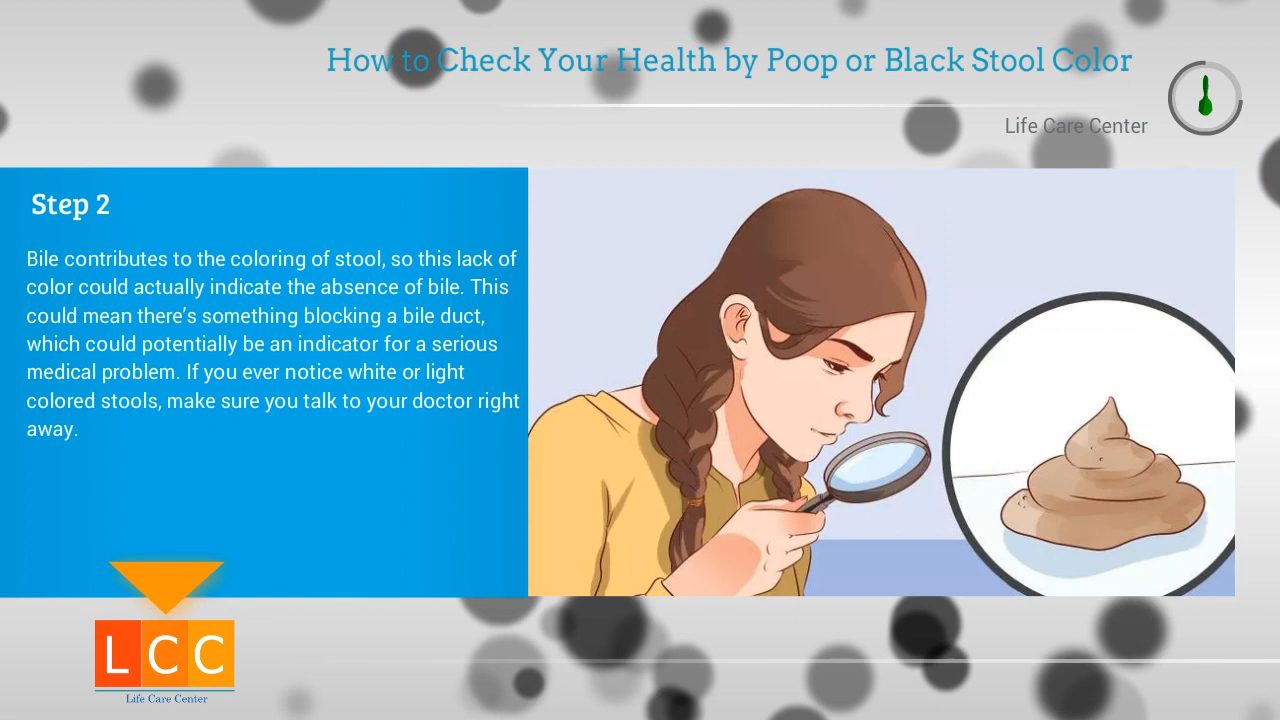 How to Check Your Health by Poop or Black Stool Color
Life Care Center
Step 2
Bile contributes to the coloring of stool, so this lack of
color could actually indicate the absence of bile. This
could mean there's something blocking a bile duct,
which could potentially be an indicator for a serious
medical problem. If you ever notice white or light
colored stools, make sure you talk to your doctor right
away.
LCC
Life Care Center